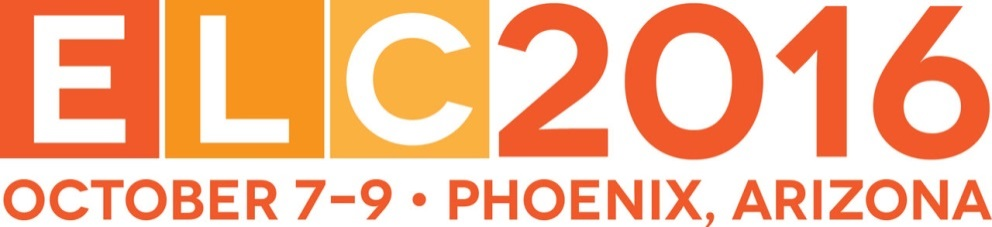 ELC2016
OCTOBER 7–9 • PHOENIX, ARIZONA